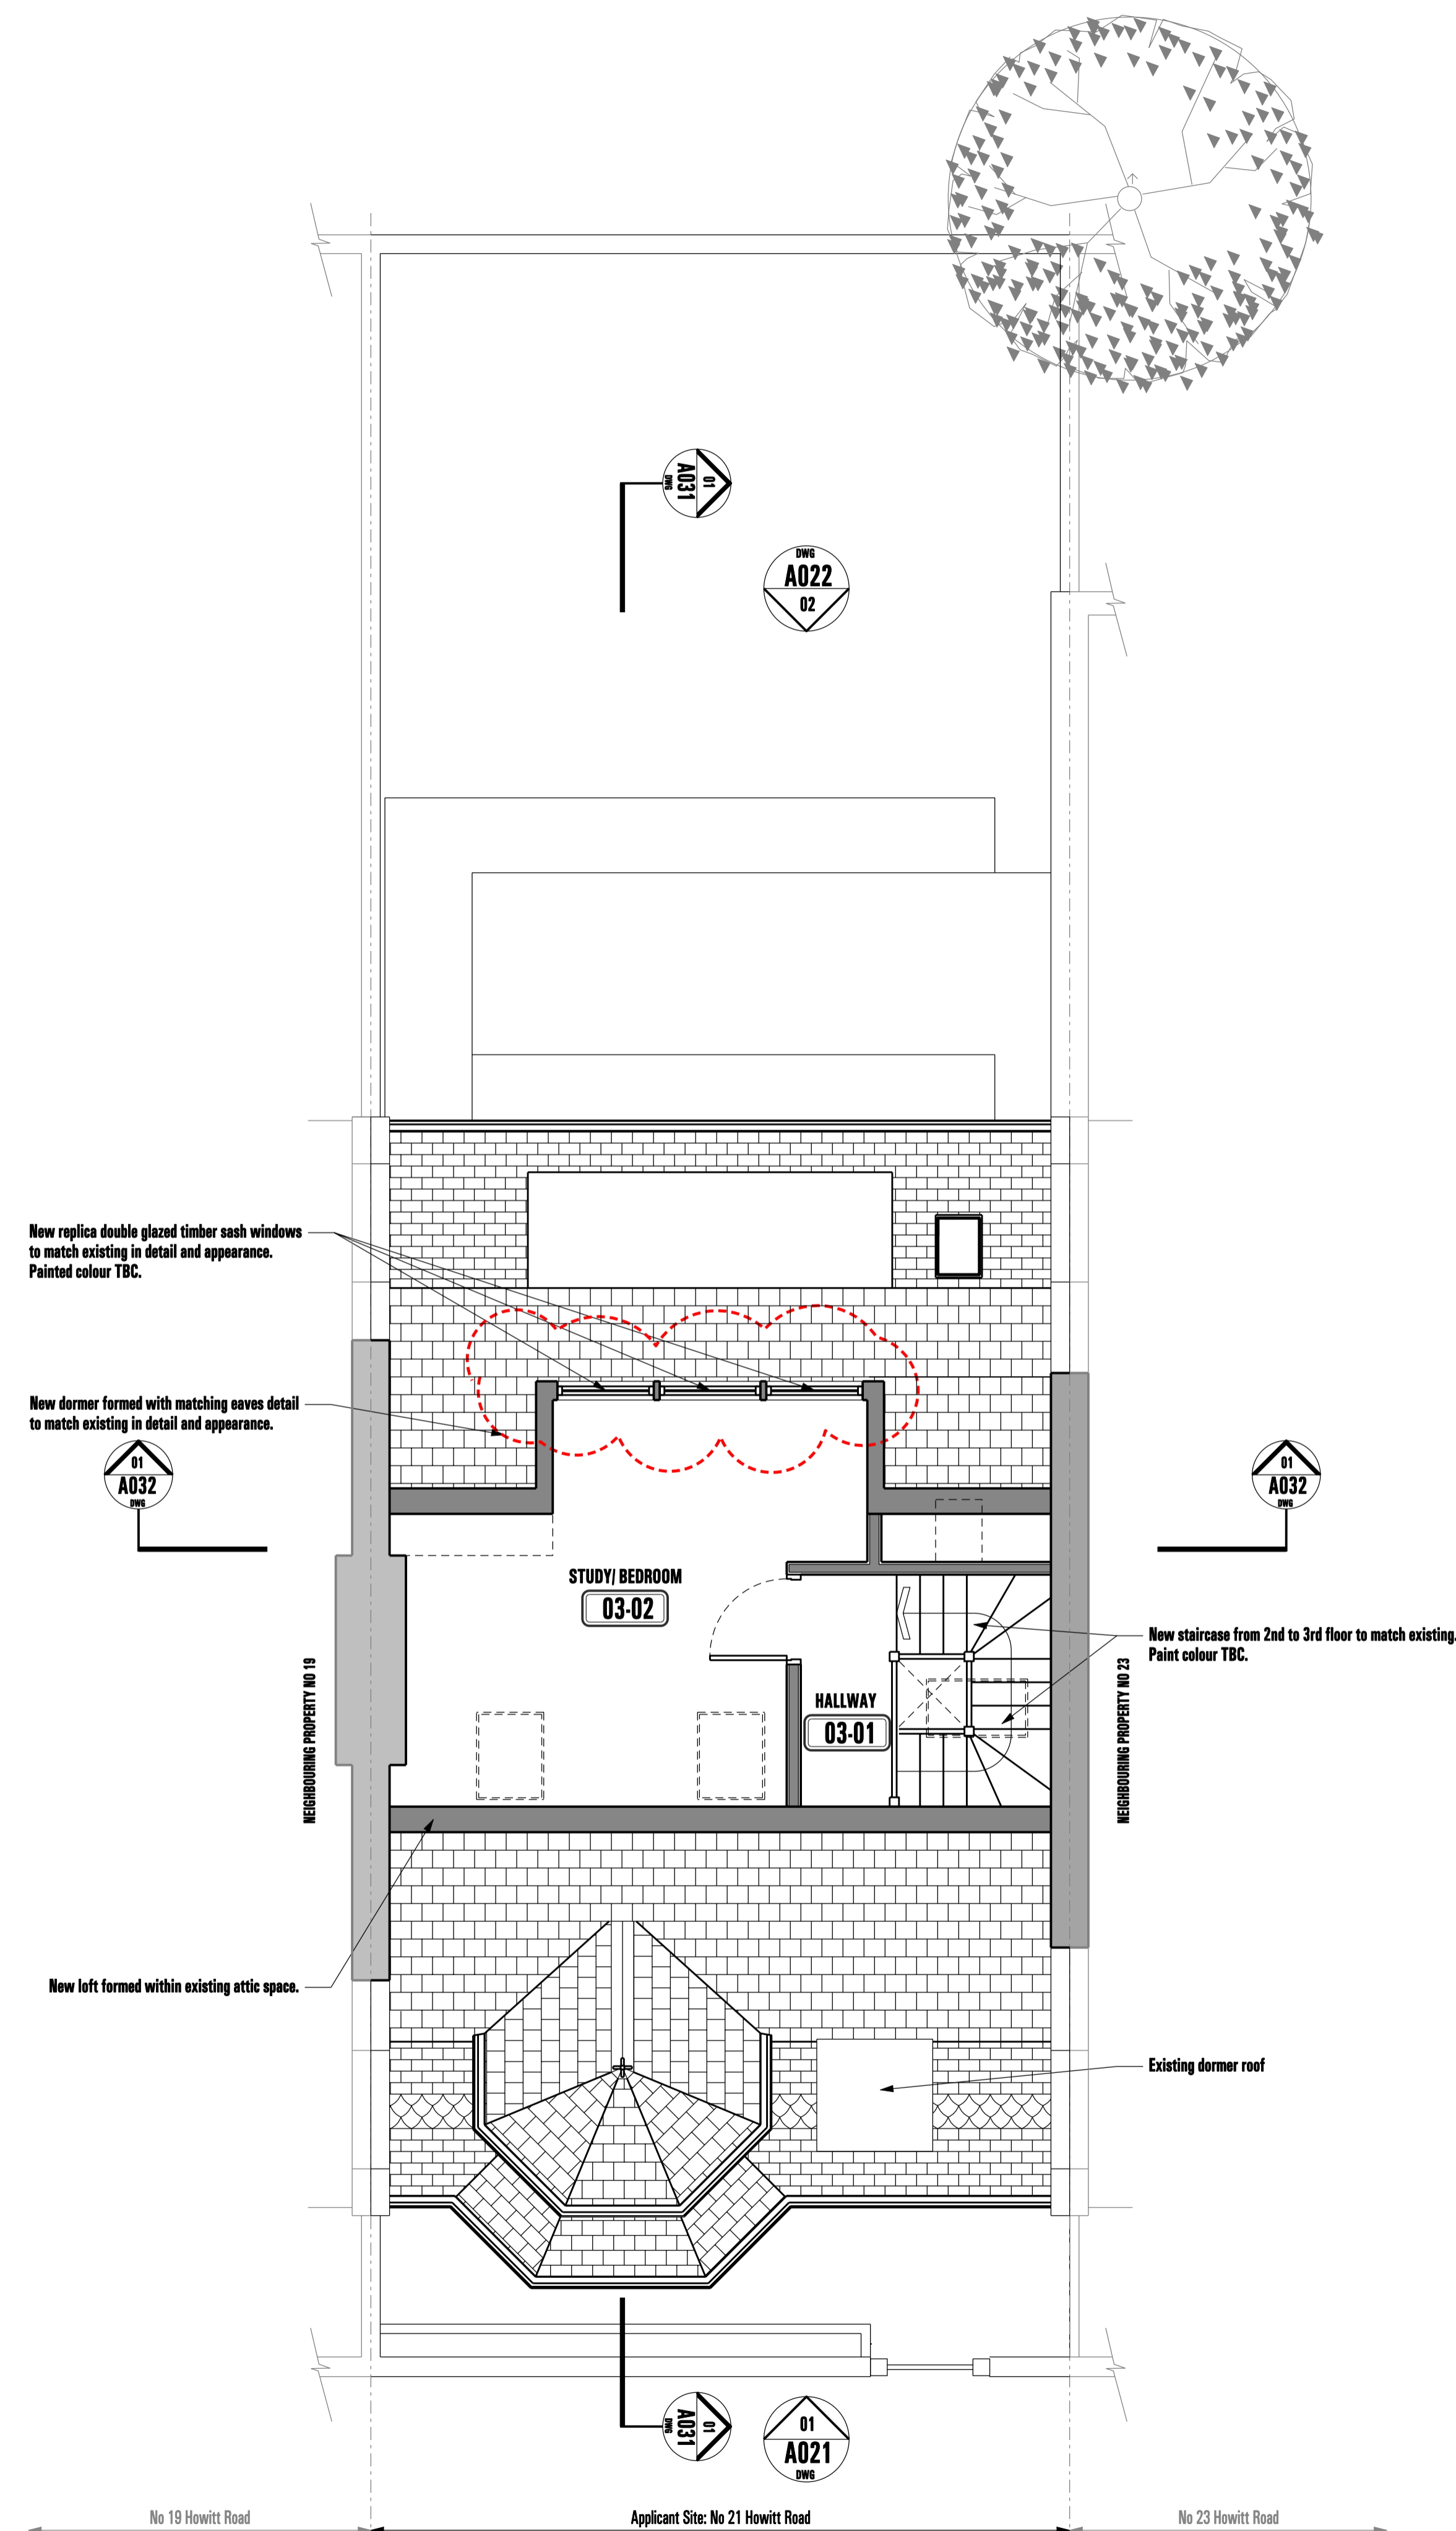 01
A031
DWG
DWG
A022
02
New replica double glazed timber sash windows
to match existing in detail and appearance.
Painted colour TBC.
New dormer formed with matching eaves detail
to match existing in detail and appearance.
01
A032
DWG
01
A032
DWG
STUDY/ BEDROOM
03-02
New staircase from 2nd to 3rd floor to match existing.
Paint colour TBC.
HALLWAY
03-01
NEIGHBOURING PROPERTY NO 19
NEIGHBOURING PROPERTY NO 23
New loft formed within existing attic space.
Existing dormer roof
01
A031
DWG
01
A021
DWG
No 19 Howitt Road
Applicant Site: No 21 Howitt Road
No 23 Howitt Road